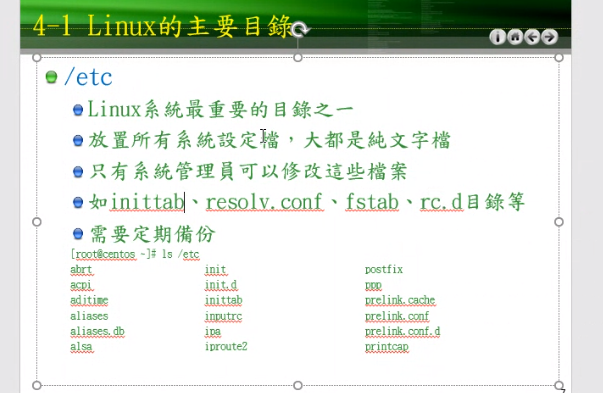 4-1 Linux的主要目錄
/etc
Linux系統最重要的目錄之一
放置所有系統設定檔，大都是純文字檔
只有系統管理員可以修改這些檔案
如inittab、resolv.conf、fstab、rc.d目錄等
需要定期備份
[root@centos ~]# ls /etc
abrt init postfix
acpi init.d ppp
aditime inittab prelink.cache
aliases inputrc prelink.conf
aliases.db ipa prelink.conf.d
alsa iproute2 printcap